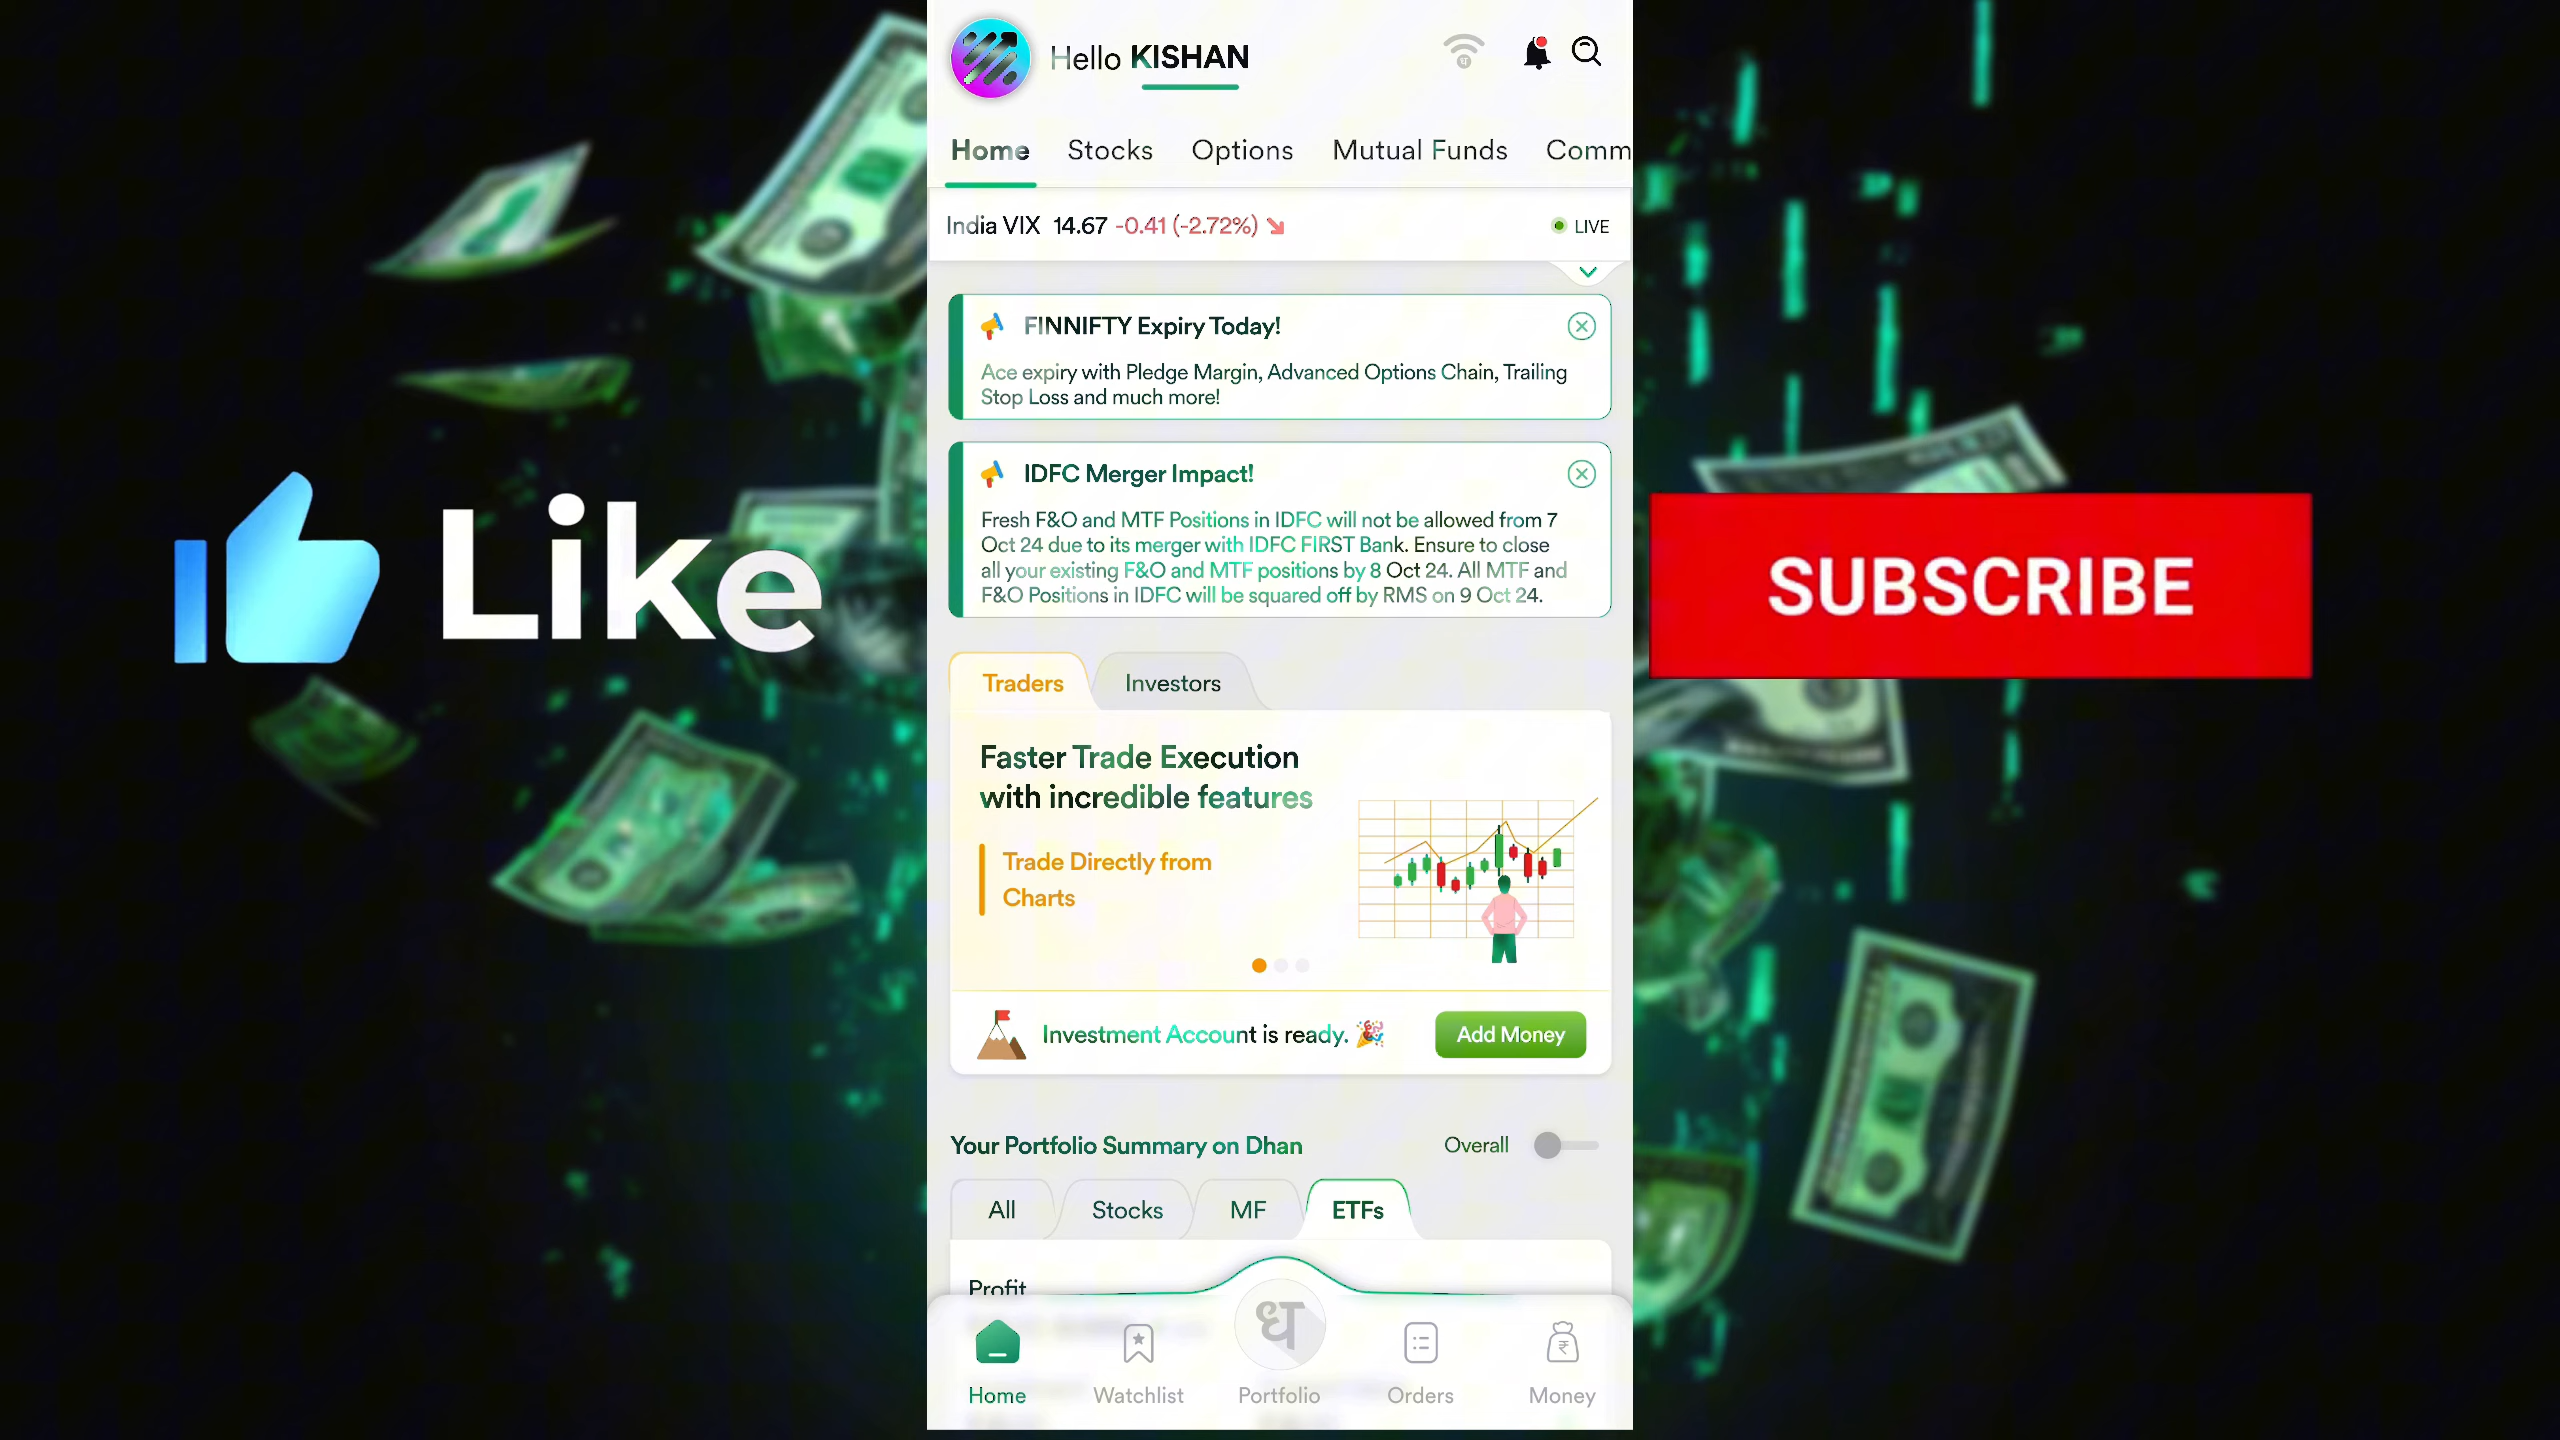 Hello KISHAN
Home Stocks Options Mutual Funds Comm
India VIX 14.67 -0.41 (-2.72%) LIVE
FINNIFTY Expiry Today!
Ace expiry with Pledge Margin, Advanced Options Chain, Trailing
Stop Loss and much more!
IDFC Merger Impact!
Fresh F&O and MTF Positions in IDFC will not be allowed from 7
Oct 24 due to its merger with IDFC FIRST Bank. Ensure to close
all your existing F&O and MTF positions by 8 Oct 24. All MTF and
F&O Positions in IDFC will be squared off by RMS on 9 Oct 24.
Like
SUBSCRIBE
Traders Investors
Faster Trade Execution
with incredible features
Trade Directly from
Charts
Investment Account is ready. Add Money
Your Portfolio Summary on Dhan Overall
All Stocks MF ETFs
Profit
ध
Home Watchlist Portfolio Orders Money